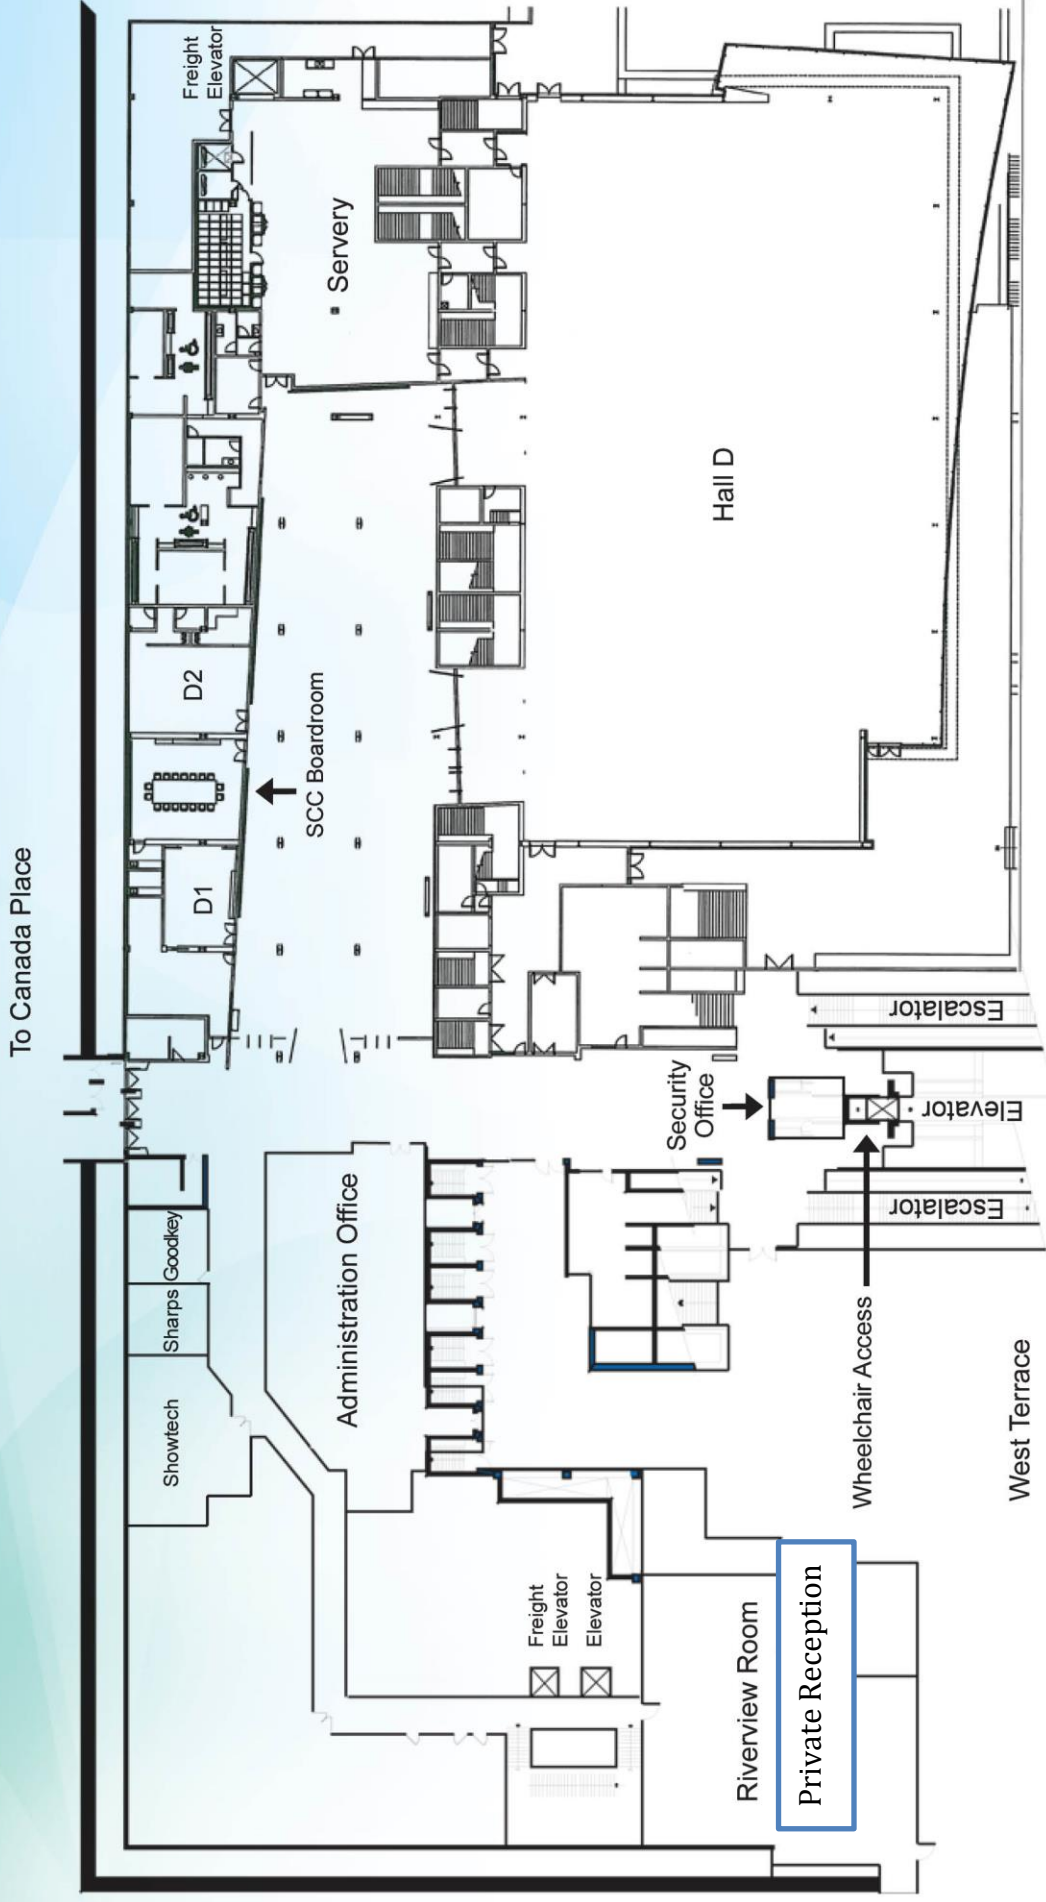 To Canada Place
Freight
Elevator
Servery
D2
SCC Boardroom
D1
Hall D
Escalator
Security
Office
Elevator
Escalator
Goodkey
Sharps
Showtech
Administration Office
Wheelchair Access
West Terrace
Freight
Elevator
Elevator
Riverview Room
Private Reception